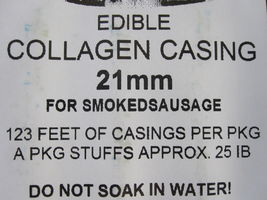 EDIBLE
COLLAGEN CASING
21mm
FOR SMOKEDSAUSAGE
123 FEET OF CASINGS PER PKG
A PKG STUFFS APPROX. 25 IB
DO NOT SOAK IN WATER!